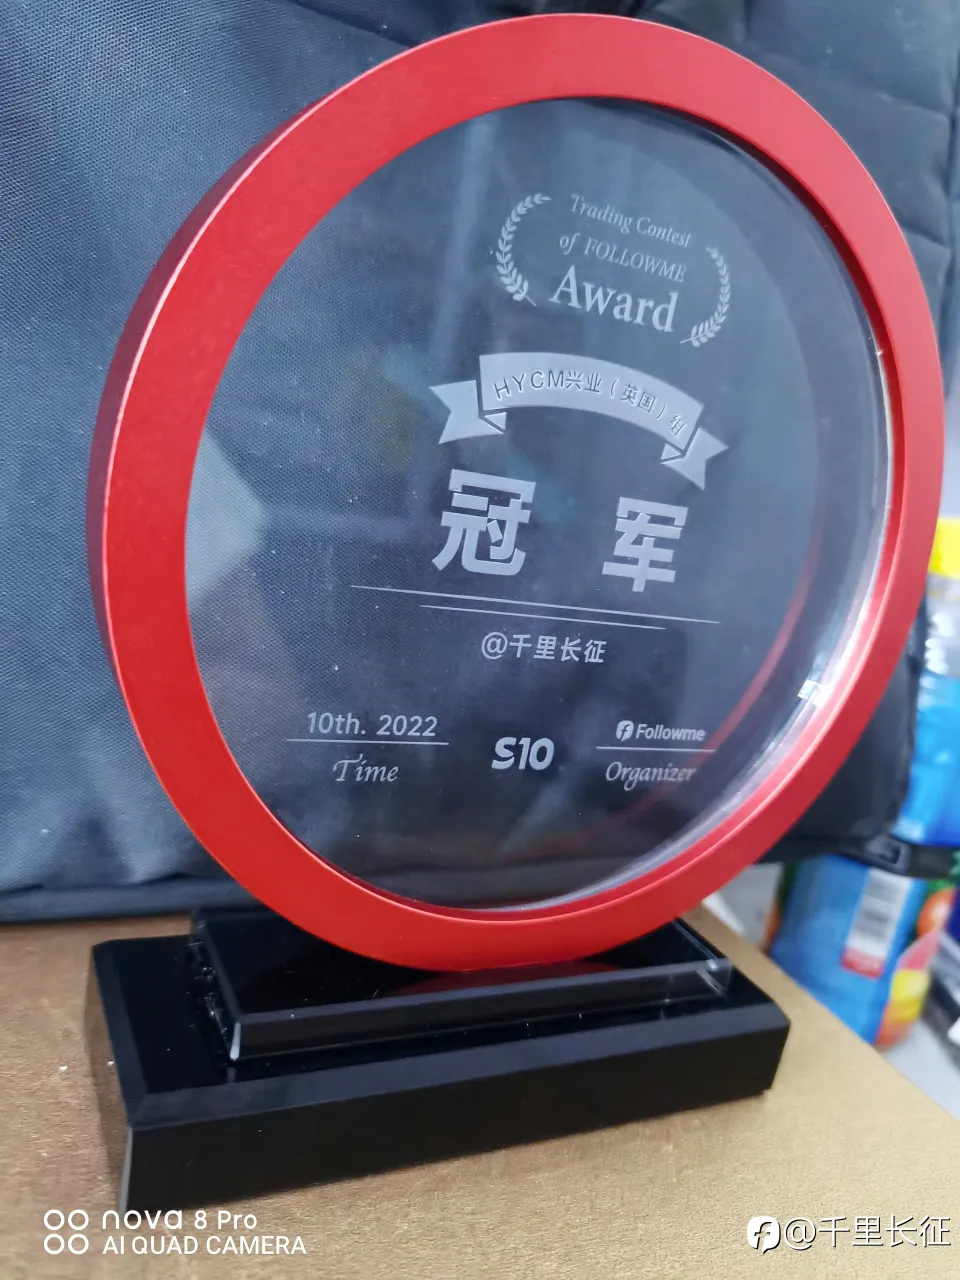 Trading Contest
of FOLLOWME
Award
HYCM兴业（英国）组
冠 军
@千里长征
10th. 2022
Time
S10
Followme
Organizer
nova 8 Pro
AI QUAD CAMERA
@千里长征